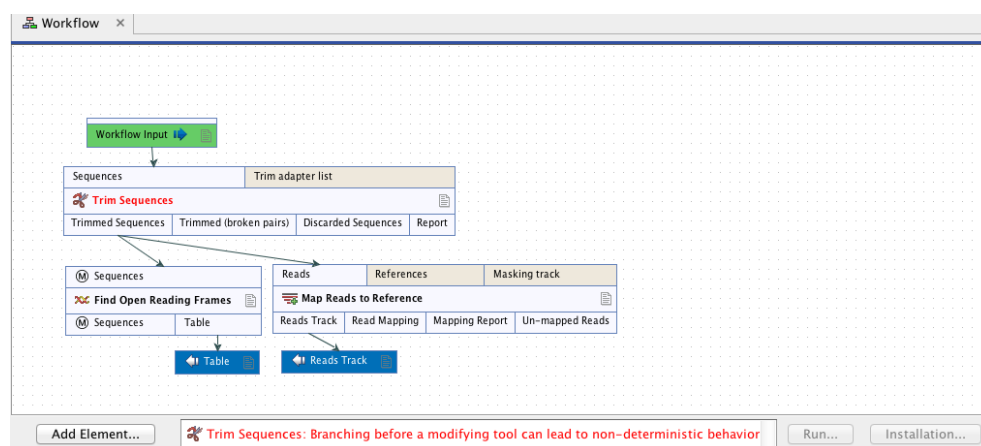 Workflow ×
Workflow Input
Sequences Trim adapter list
Trim Sequences
Trimmed Sequences Trimmed (broken pairs) Discarded Sequences Report
M Sequences
Find Open Reading Frames
M Sequences Table
Table
Reads References Masking track
Map Reads to Reference
Reads Track Read Mapping Mapping Report Un-mapped Reads
Reads Track
Add Element... Trim Sequences: Branching before a modifying tool can lead to non-deterministic behavior Run... Installation...